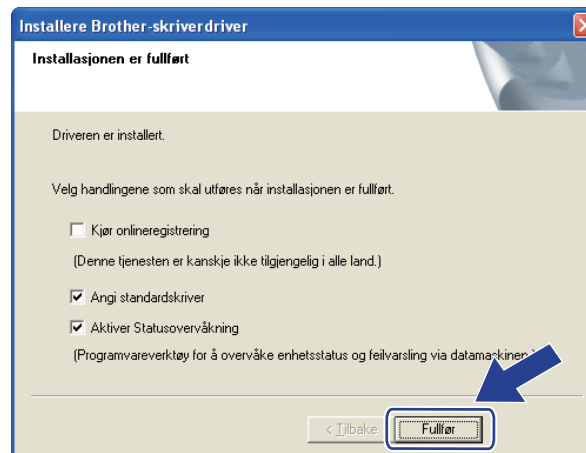 Installere Brother-skriverdriver
Installasjonen er fullført
Driveren er installert.
Velg handlingene som skal utføres når installasjonen er fullført.
Kjør onlineregistrering
(Denne tjenesten er kanskje ikke tilgjengelig i alle land.)
Angi standardskriver
Aktiver Statusovervåkning
(Programvareverktøy for å overvåke enhetsstatus og feilvarsling via datamaskinen.)
< Tilbake Fullfør